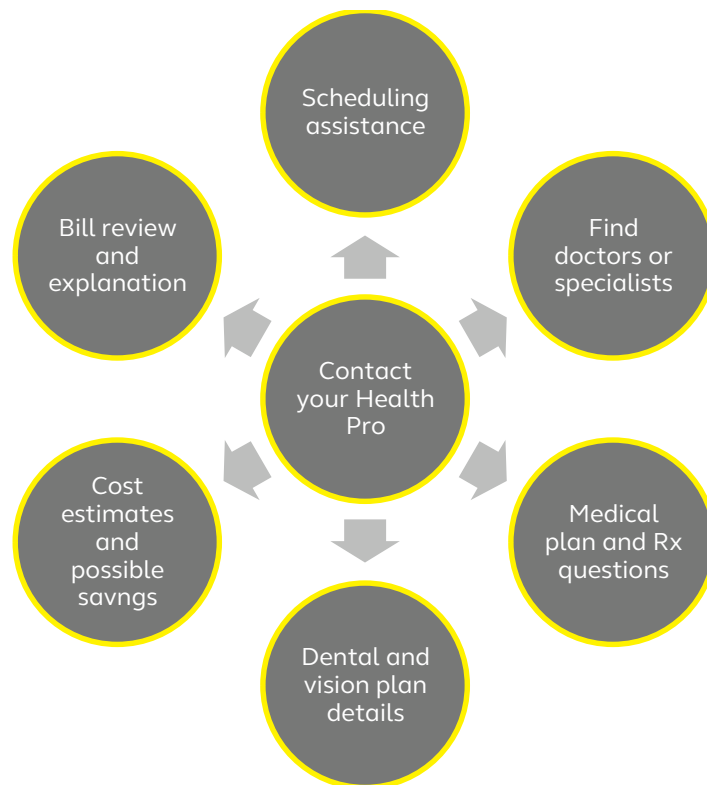 Scheduling
assistance
Bill review
and
explanation
Find
doctors or
specialists
Contact
your Health
Pro
Cost
estimates
and
possible
savngs
Medical
plan and Rx
questions
Dental and
vision plan
details